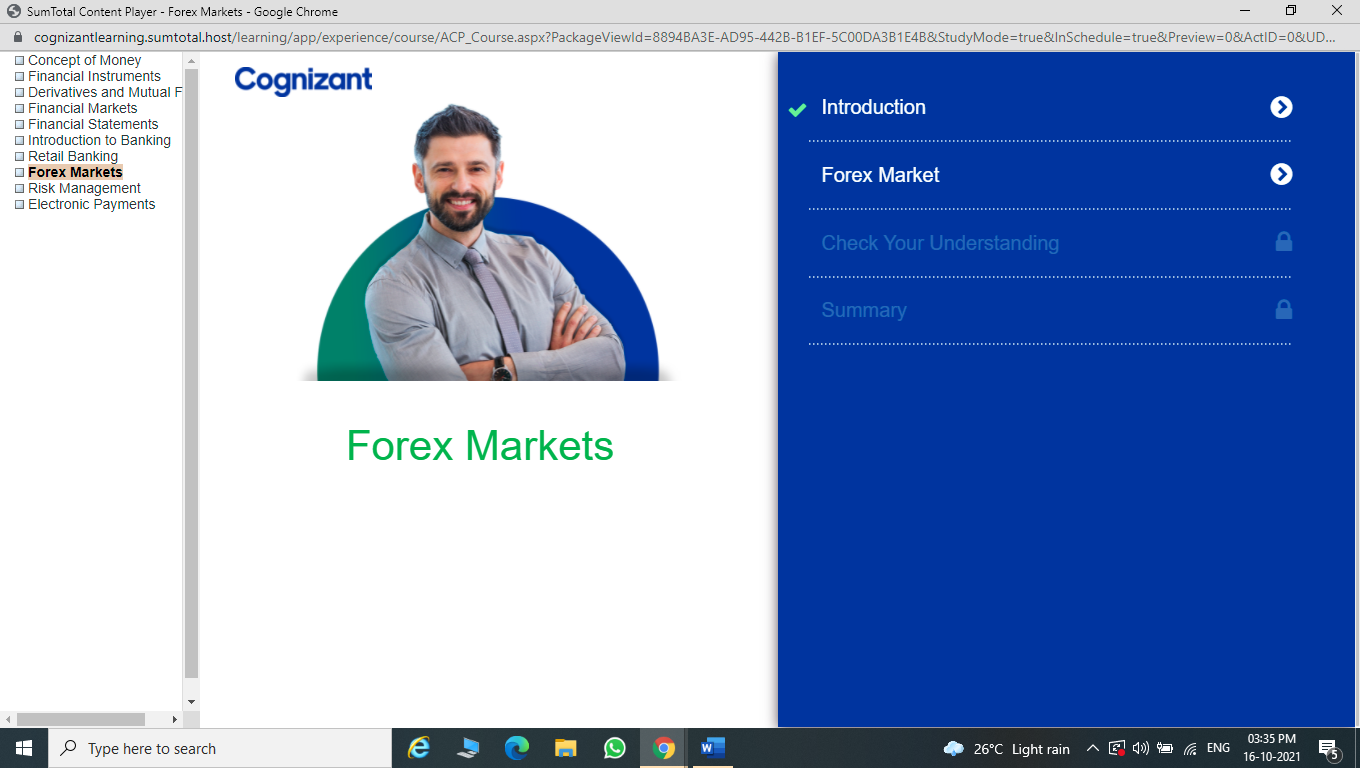 SumTotal Content Player - Forex Markets - Google Chrome
cognizantlearning.sumtotal.host/learning/app/experience/course/ACP_Course.aspx?PackageViewId=8894BA3E-AD95-442B-B1EF-5C00DA3B1E4B&StudyMode=true&InSchedule=true&Preview=0&ActID=0&UD...
Concept of Money
Financial Instruments
Derivatives and Mutual F
Financial Markets
Financial Statements
Introduction to Banking
Retail Banking
Forex Markets
Risk Management
Electronic Payments
Cognizant
Forex Markets
Introduction
Forex Market
Check Your Understanding
Summary
Type here to search
26°C Light rain
ENG
03:35 PM
16-10-2021
5